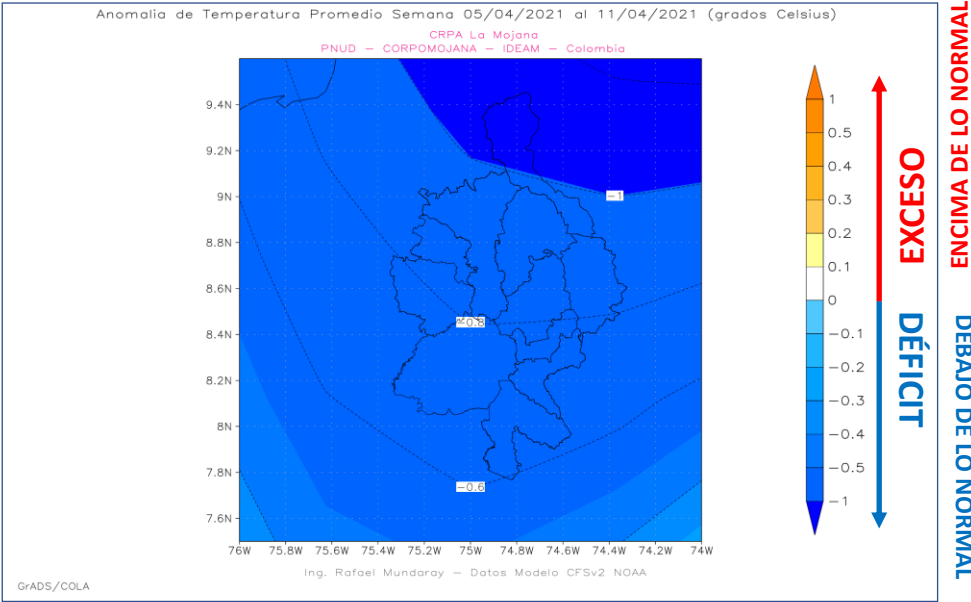 Anomalia de Temperatura Promedio Semana 05/04/2021 al 11/04/2021 (grados Celsius)
CRPA La Mojana
PNUD – CORPOMOJANA – IDEAM – Colombia
9.4N
9.2N
9N
8.8N
8.6N
8.4N
8.2N
8N
7.8N
7.6N
76W 75.8W 75.6W 75.4W 75.2W 75W 74.8W 74.6W 74.4W 74.2W 74W
−1
−0.8
−0.6
1
0.5
0.4
0.3
0.2
0.1
0
−0.1
−0.2
−0.3
−0.4
−0.5
−1
EXCESO
DÉFICIT
ENCIMA DE LO NORMAL
DEBAJO DE LO NORMAL
Ing. Rafael Mundaray – Datos Modelo CFSv2 NOAA
GrADS/COLA